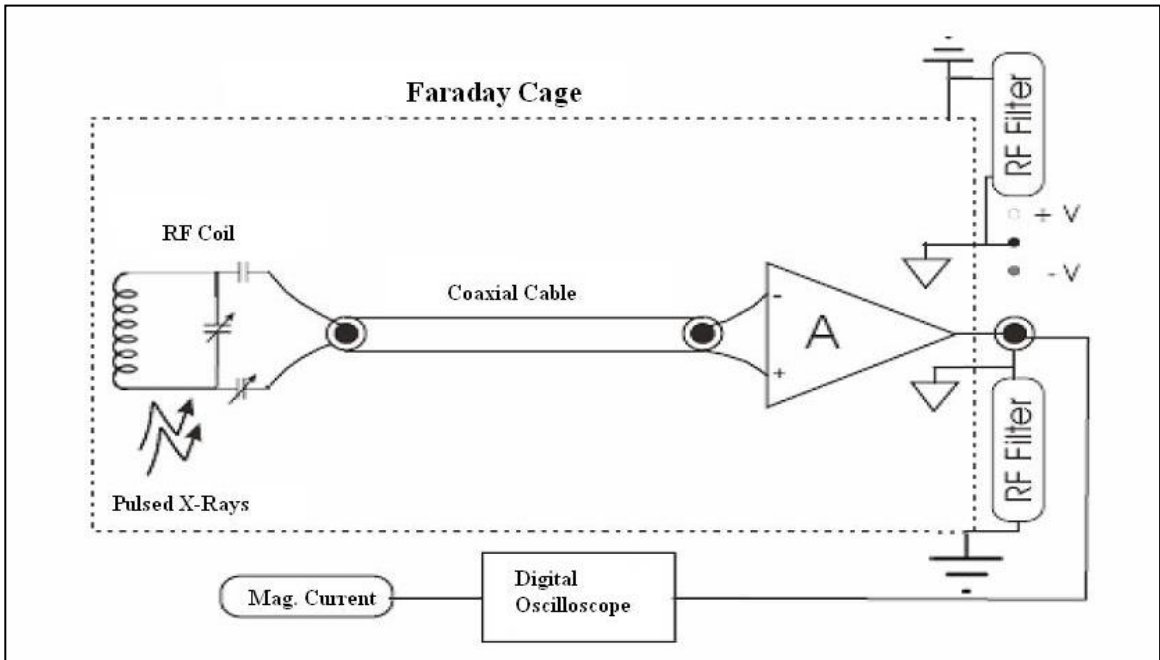 Faraday Cage
RF Filter
+ V
- V
RF Coil
Coaxial Cable
-
A
+
Pulsed X-Rays
RF Filter
Mag. Current
Digital
Oscilloscope